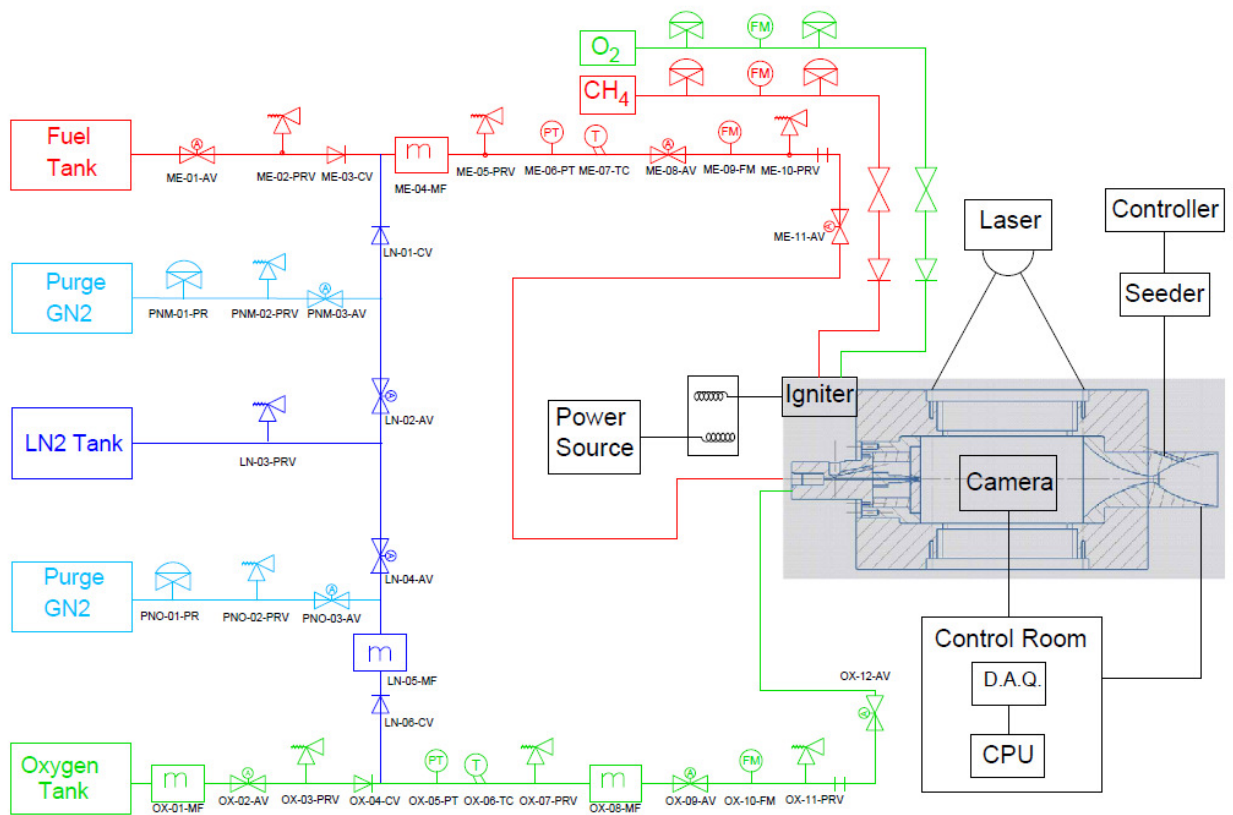 O2
FM
CH4
FM
Fuel
Tank
A
ME-01-AV
ME-02-PRV
ME-03-CV
m
ME-04-MF
ME-05-PRV
PT
ME-06-PT
T
ME-07-TC
A
ME-08-AV
FM
ME-09-FM
ME-10-PRV
A
ME-11-AV
LN-01-CV
Laser
Controller
Seeder
Purge
GN2
PNM-01-PR
PNM-02-PRV
A
PNM-03-AV
A
LN-02-AV
Igniter
Power
Source
LN2 Tank
LN-03-PRV
Camera
A
LN-04-AV
Purge
GN2
PNO-01-PR
PNO-02-PRV
A
PNO-03-AV
m
LN-05-MF
LN-06-CV
Control Room
D.A.Q.
CPU
OX-12-AV
A
Oxygen
Tank
m
OX-01-MF
A
OX-02-AV
OX-03-PRV
OX-04-CV
PT
OX-05-PT
T
OX-06-TC
OX-07-PRV
m
OX-08-MF
A
OX-09-AV
FM
OX-10-FM
OX-11-PRV